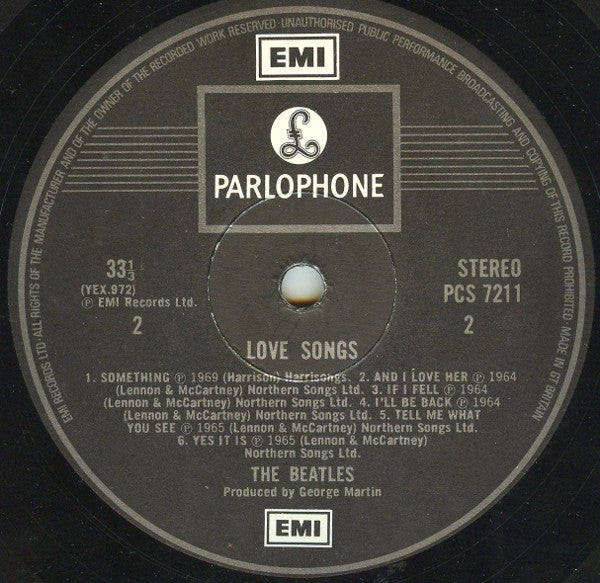 EMI RECORDS LTD·ALL RIGHTS OF THE MANUFACTURER AND OF THE OWNER OF THE RECORDED WORK RESERVED·UNAUTHORISED PUBLIC PERFORMANCE BROADCASTING AND COPYING OF THIS RECORD PROHIBITED MADE IN GT BRITAIN
EMI
£
PARLOPHONE
33⅓
(YEX.972)
℗ EMI Records Ltd.
2
STEREO
PCS 7211
2
LOVE SONGS
1. SOMETHING ℗ 1969 (Harrison) Harrisongs. 2. AND I LOVE HER ℗ 1964
(Lennon & McCartney) Northern Songs Ltd. 3. IF I FELL ℗ 1964
(Lennon & McCartney) Northern Songs Ltd. 4. I'LL BE BACK ℗ 1964
(Lennon & McCartney) Northern Songs Ltd. 5. TELL ME WHAT
YOU SEE ℗ 1965 (Lennon & McCartney) Northern Songs Ltd.
6. YES IT IS ℗ 1965 (Lennon & McCartney)
Northern Songs Ltd.
THE BEATLES
Produced by George Martin
EMI